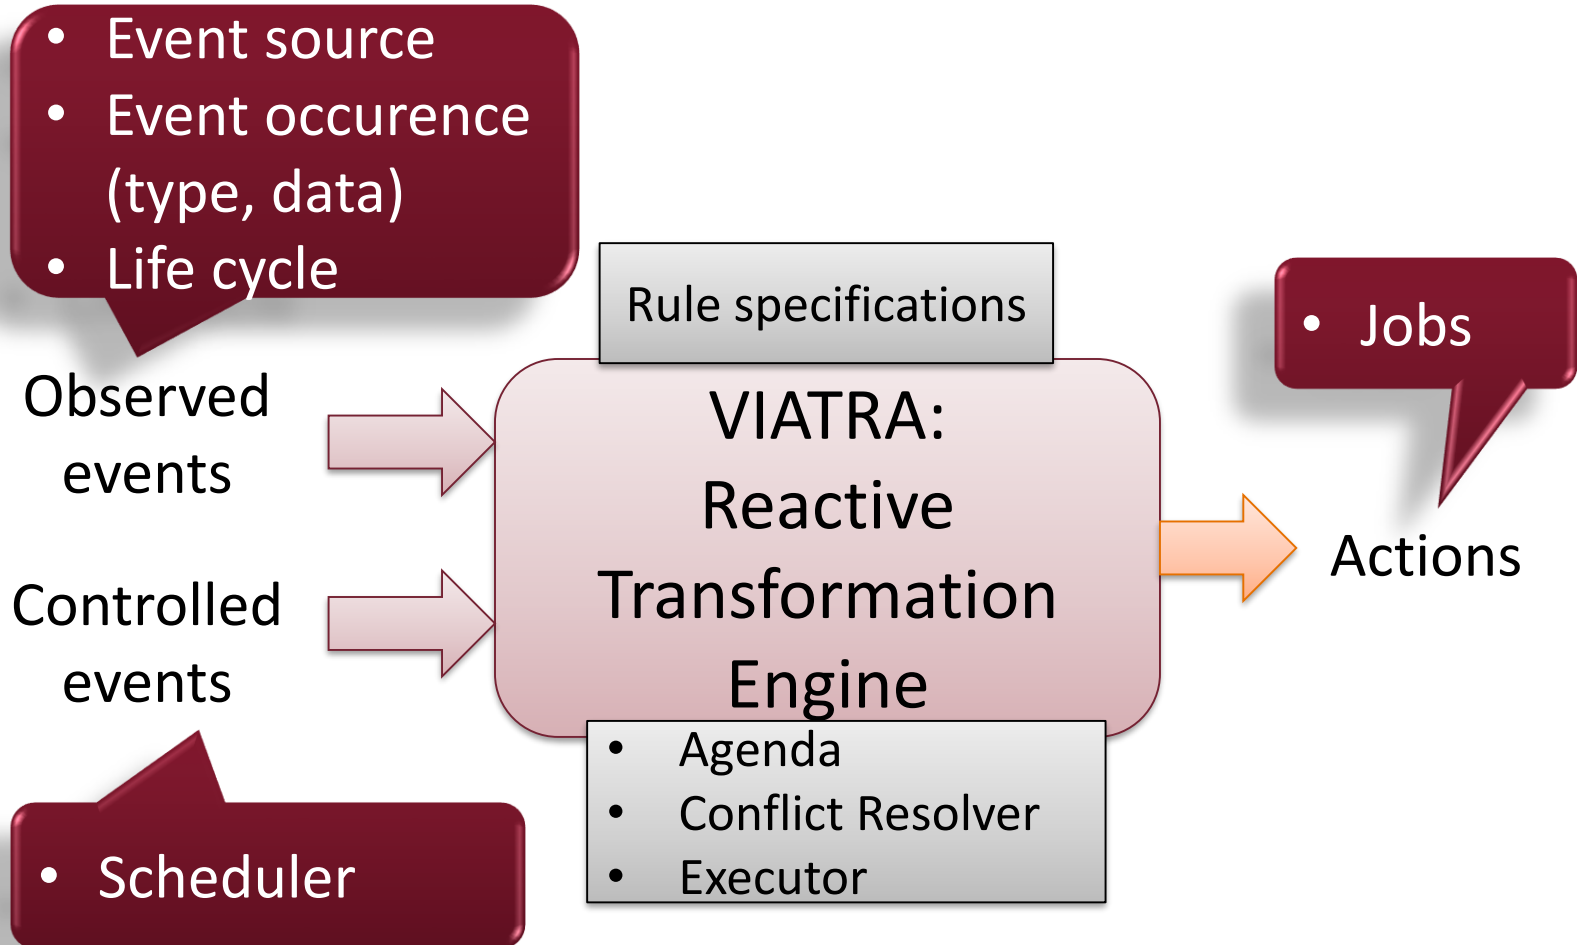 • Event source
• Event occurence
(type, data)
• Life cycle
Rule specifications
• Jobs
Observed
events
VIATRA:
Reactive
Transformation
Engine
Actions
Controlled
events
• Agenda
• Conflict Resolver
• Executor
• Scheduler